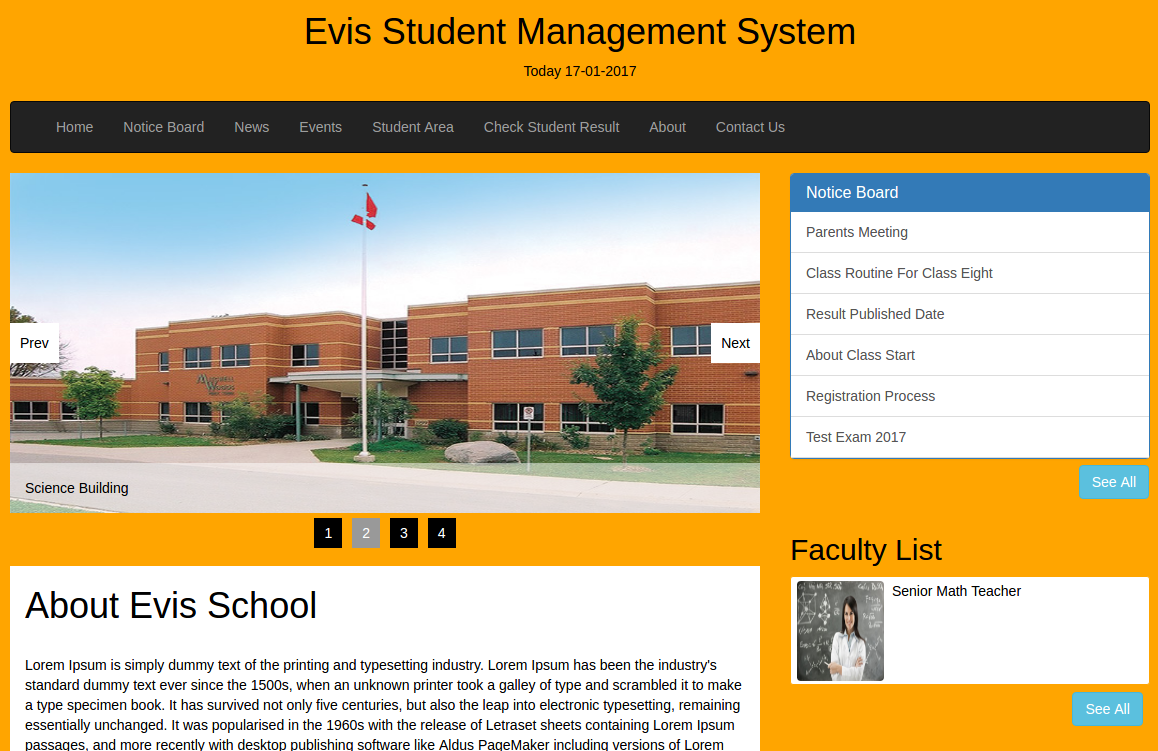 Evis Student Management System
Today 17-01-2017
Home Notice Board News Events Student Area Check Student Result About Contact Us
Prev
Next
Science Building
1 2 3 4
About Evis School
Lorem Ipsum is simply dummy text of the printing and typesetting industry. Lorem Ipsum has been the industry's
standard dummy text ever since the 1500s, when an unknown printer took a galley of type and scrambled it to make
a type specimen book. It has survived not only five centuries, but also the leap into electronic typesetting, remaining
essentially unchanged. It was popularised in the 1960s with the release of Letraset sheets containing Lorem Ipsum
passages, and more recently with desktop publishing software like Aldus PageMaker including versions of Lorem
Notice Board
Parents Meeting
Class Routine For Class Eight
Result Published Date
About Class Start
Registration Process
Test Exam 2017
See All
Faculty List
Senior Math Teacher
See All